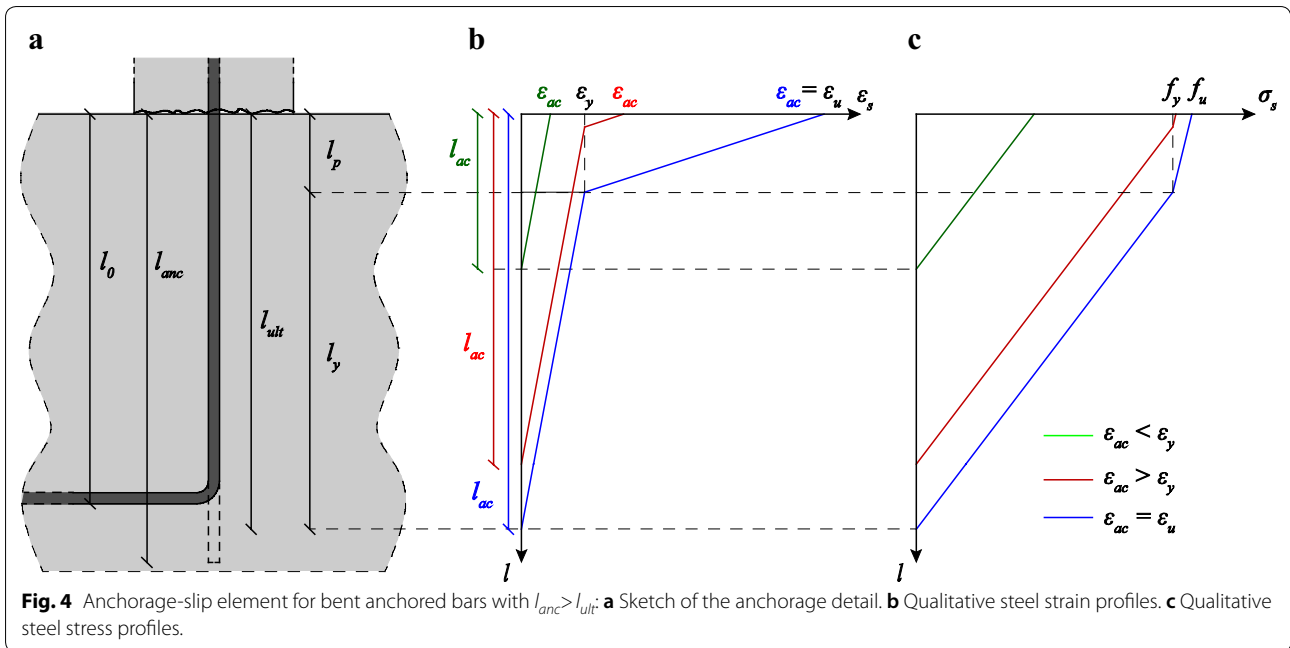 a
b
c
ε_ac ε_y ε_ac ε_ac = ε_u ε_s
f_y f_u σ_s
l_p
l_ac
l_0
l_anc
l_ult
l_y
l_ac
l_ac
l
l
ε_ac < ε_y
ε_ac > ε_y
ε_ac = ε_u
Fig. 4 Anchorage-slip element for bent anchored bars with l_anc> l_ult: a Sketch of the anchorage detail. b Qualitative steel strain profiles. c Qualitative
steel stress profiles.